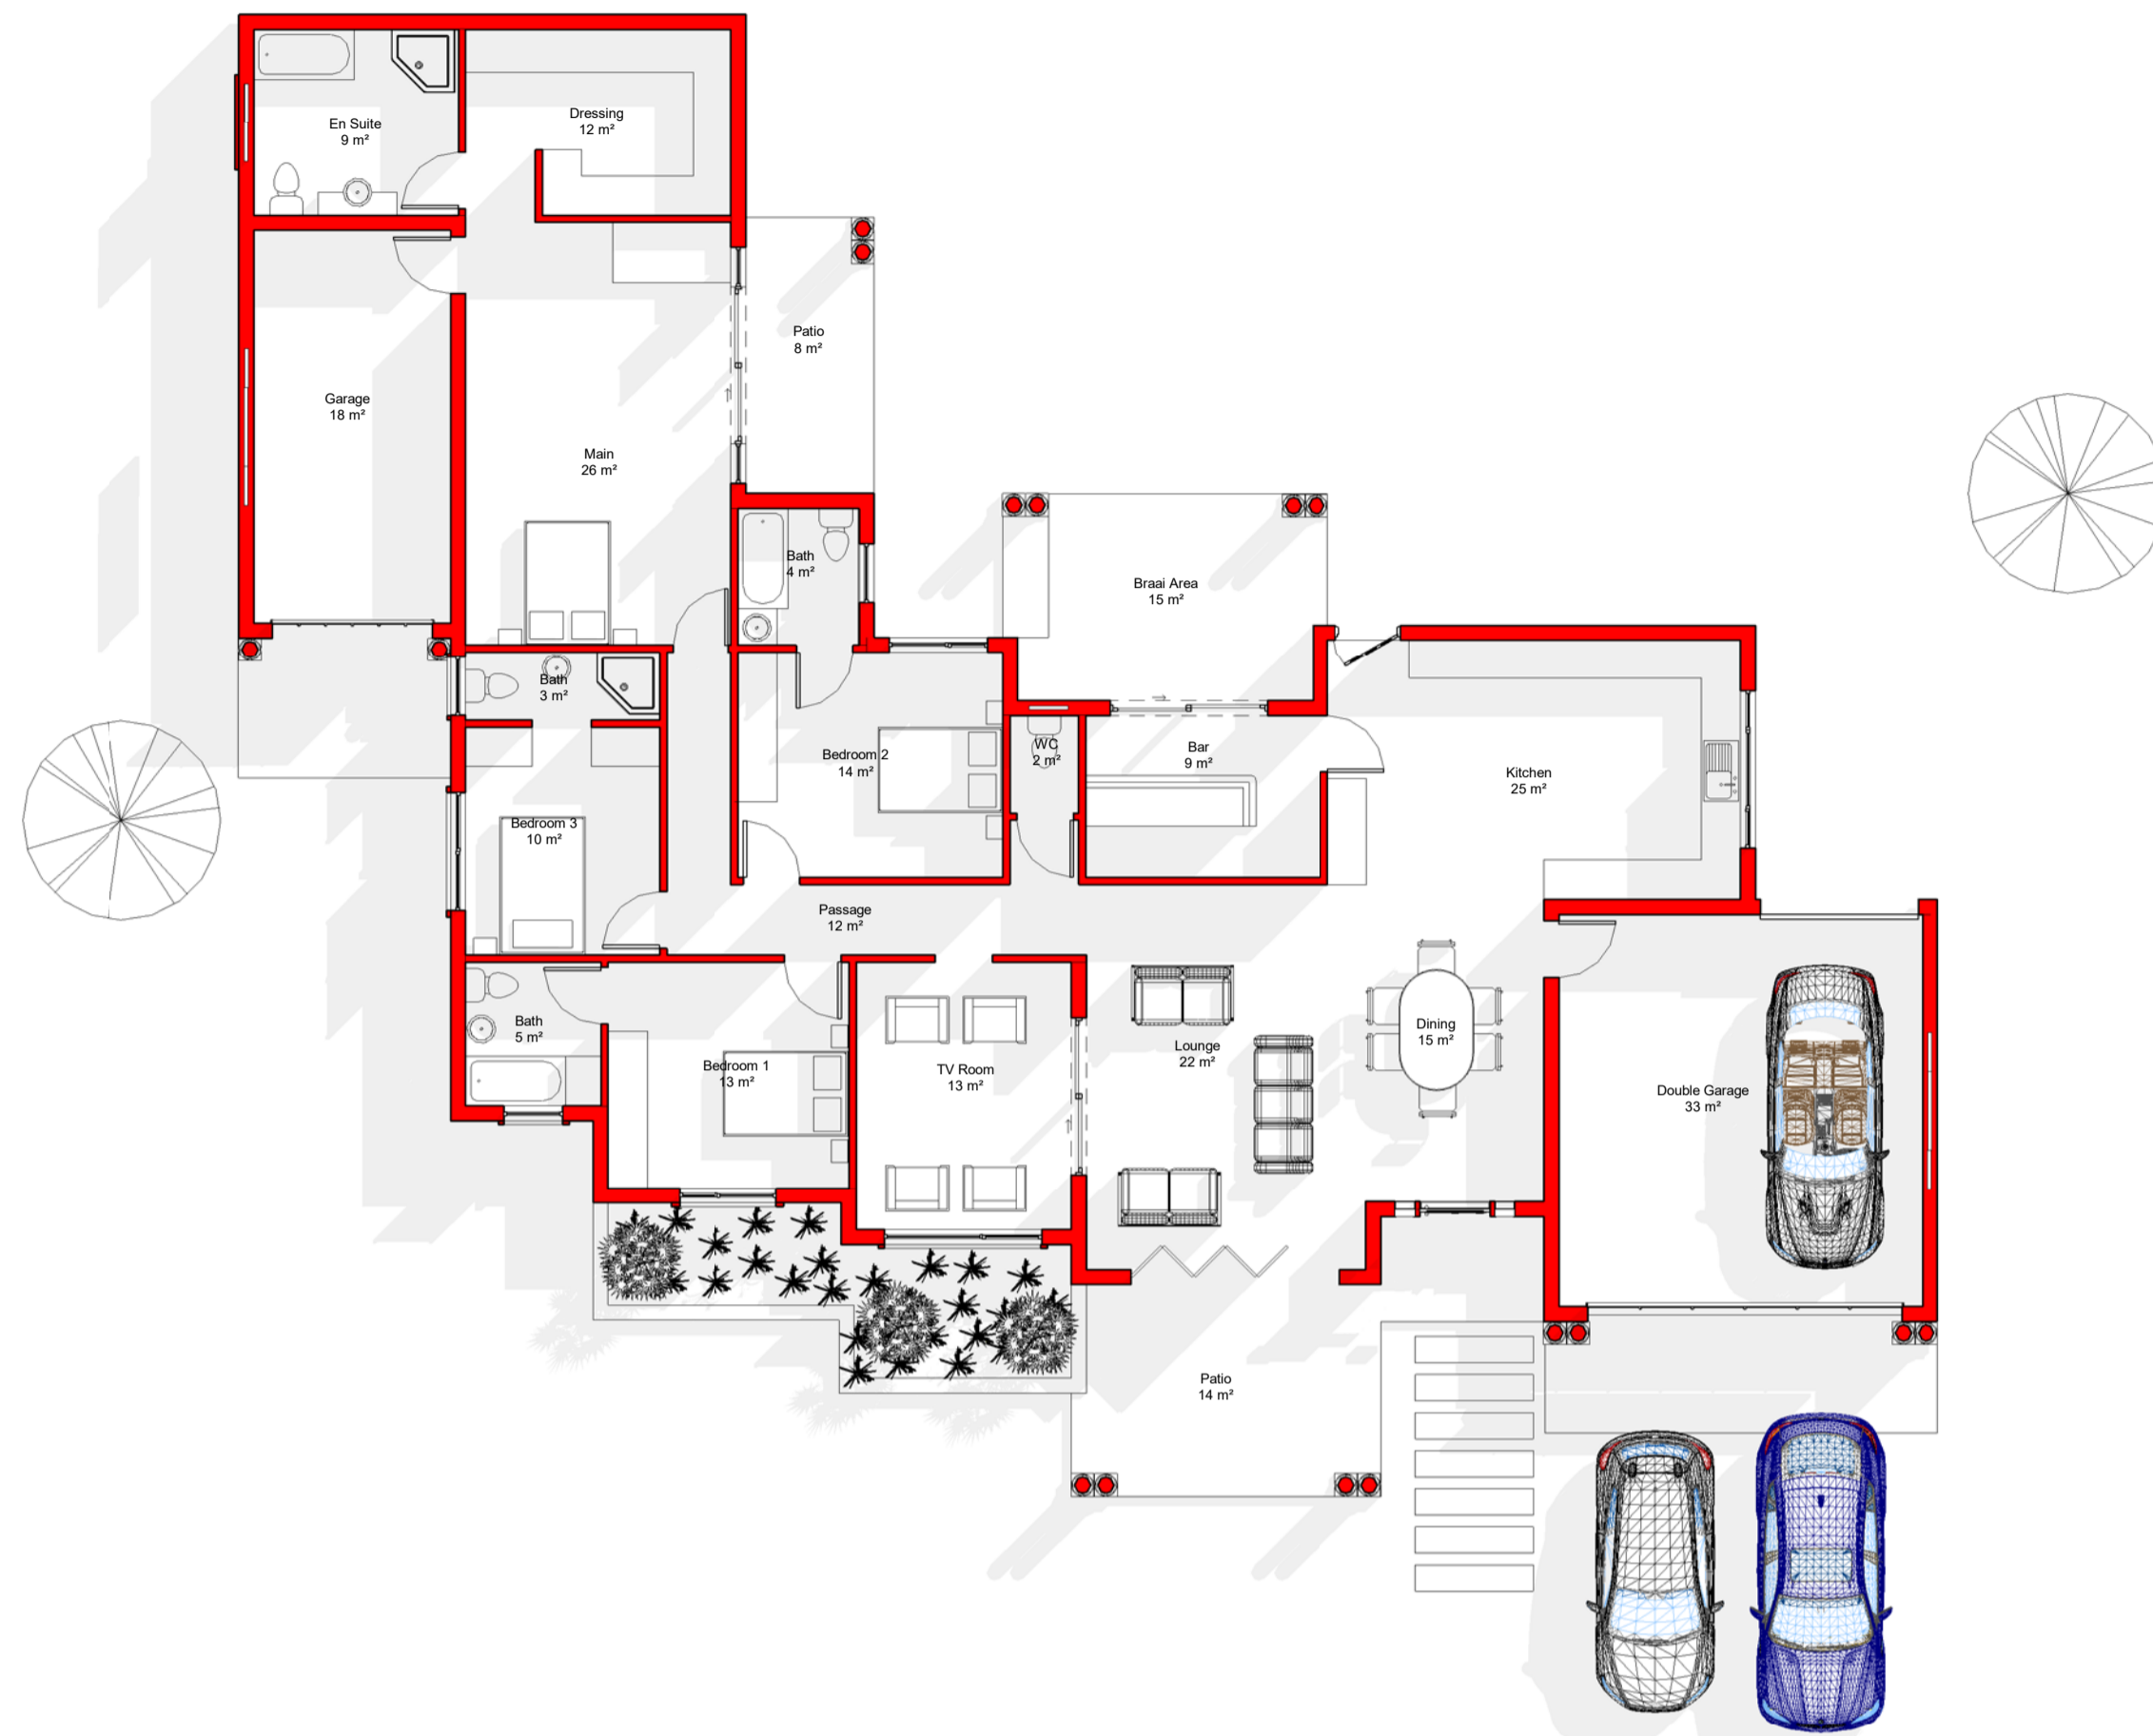 En Suite
9 m²
Dressing
12 m²
Patio
8 m²
Garage
18 m²
Main
26 m²
Bath
4 m²
Braai Area
15 m²
Bath
3 m²
Bedroom 2
14 m²
WC
2 m²
Bar
9 m²
Kitchen
25 m²
Bedroom 3
10 m²
Passage
12 m²
Bath
5 m²
Bedroom 1
13 m²
TV Room
13 m²
Lounge
22 m²
Dining
15 m²
Double Garage
33 m²
Patio
14 m²